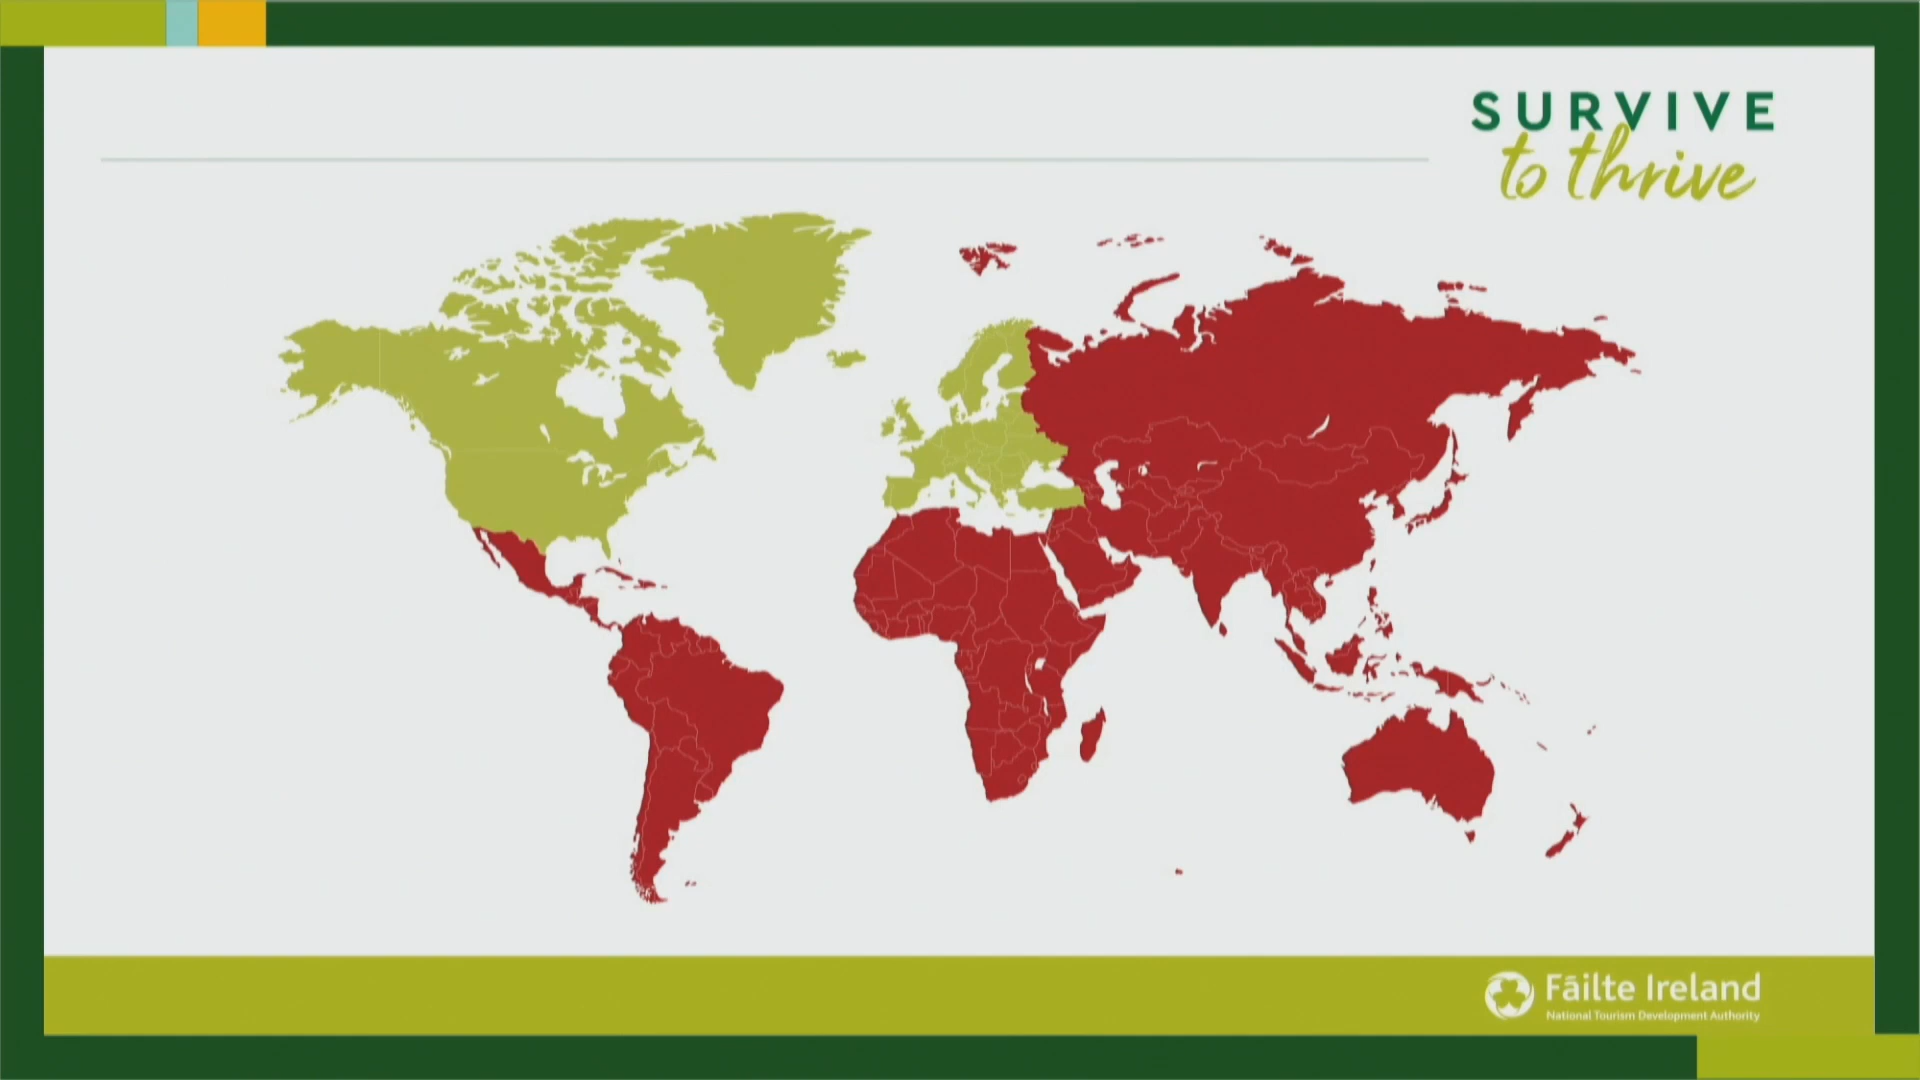 SURVIVE
to thrive
Fáilte Ireland
National Tourism Development Authority